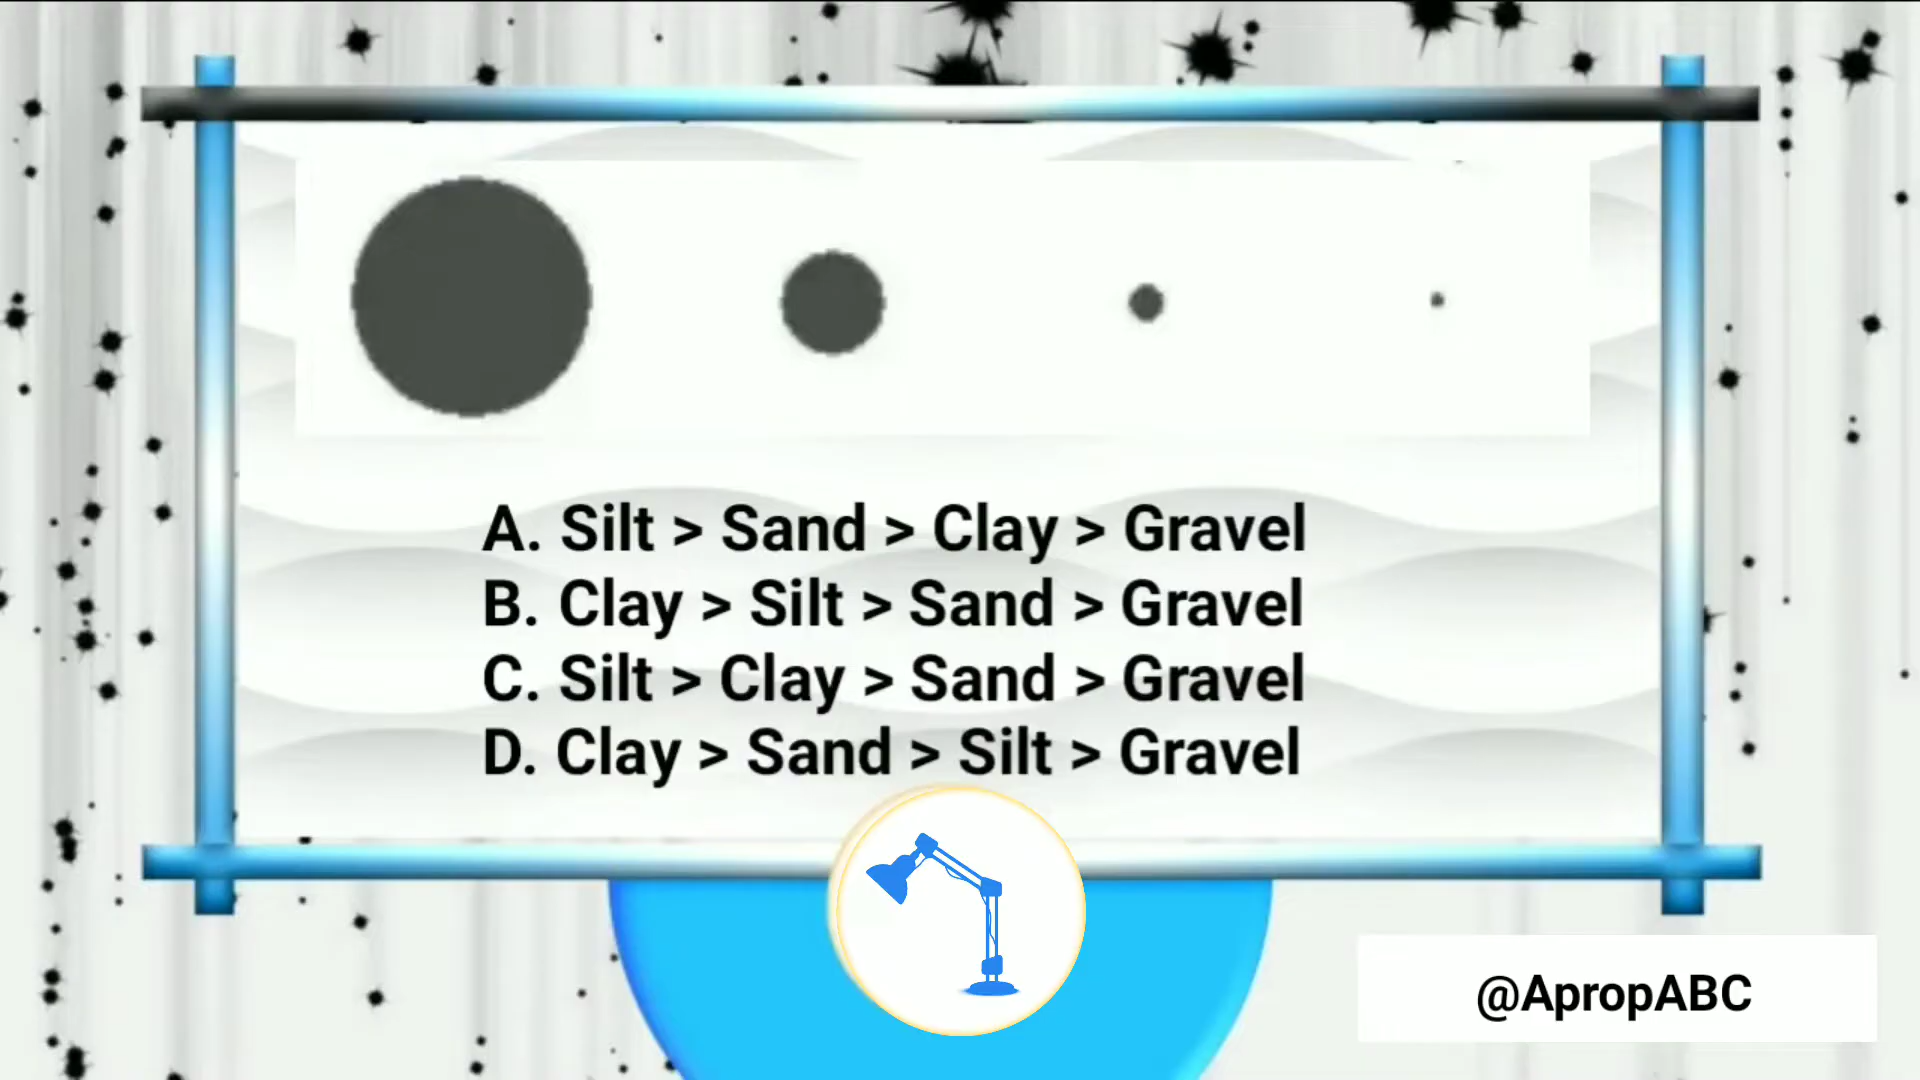 A. Silt > Sand > Clay > Gravel
B. Clay > Silt > Sand > Gravel
C. Silt > Clay > Sand > Gravel
D. Clay > Sand > Silt > Gravel
@ApropABC